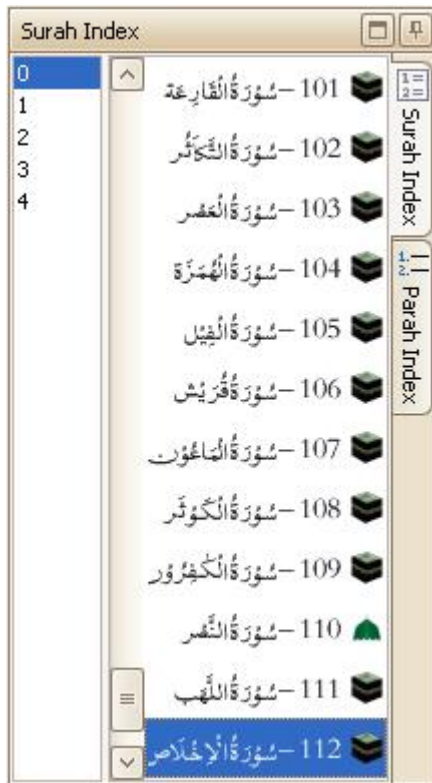 Surah Index
0
1
2
3
4
101 – سُوْرَةُ الْقَارِعَة
102 – سُوْرَةُ التَّكَاثُر
103 – سُوْرَةُ الْعَصْر
104 – سُوْرَةُ الْهُمَزَة
105 – سُوْرَةُ الْفِيْل
106 – سُوْرَةُ قُرَيْش
107 – سُوْرَةُ الْمَاعُوْن
108 – سُوْرَةُ الْكَوْثَر
109 – سُوْرَةُ الْكٰفِرُوْن
110 – سُوْرَةُ النَّصْر
111 – سُوْرَةُ اللَّهَب
112 – سُوْرَةُ الْاِخْلَاص
Surah Index
Parah Index